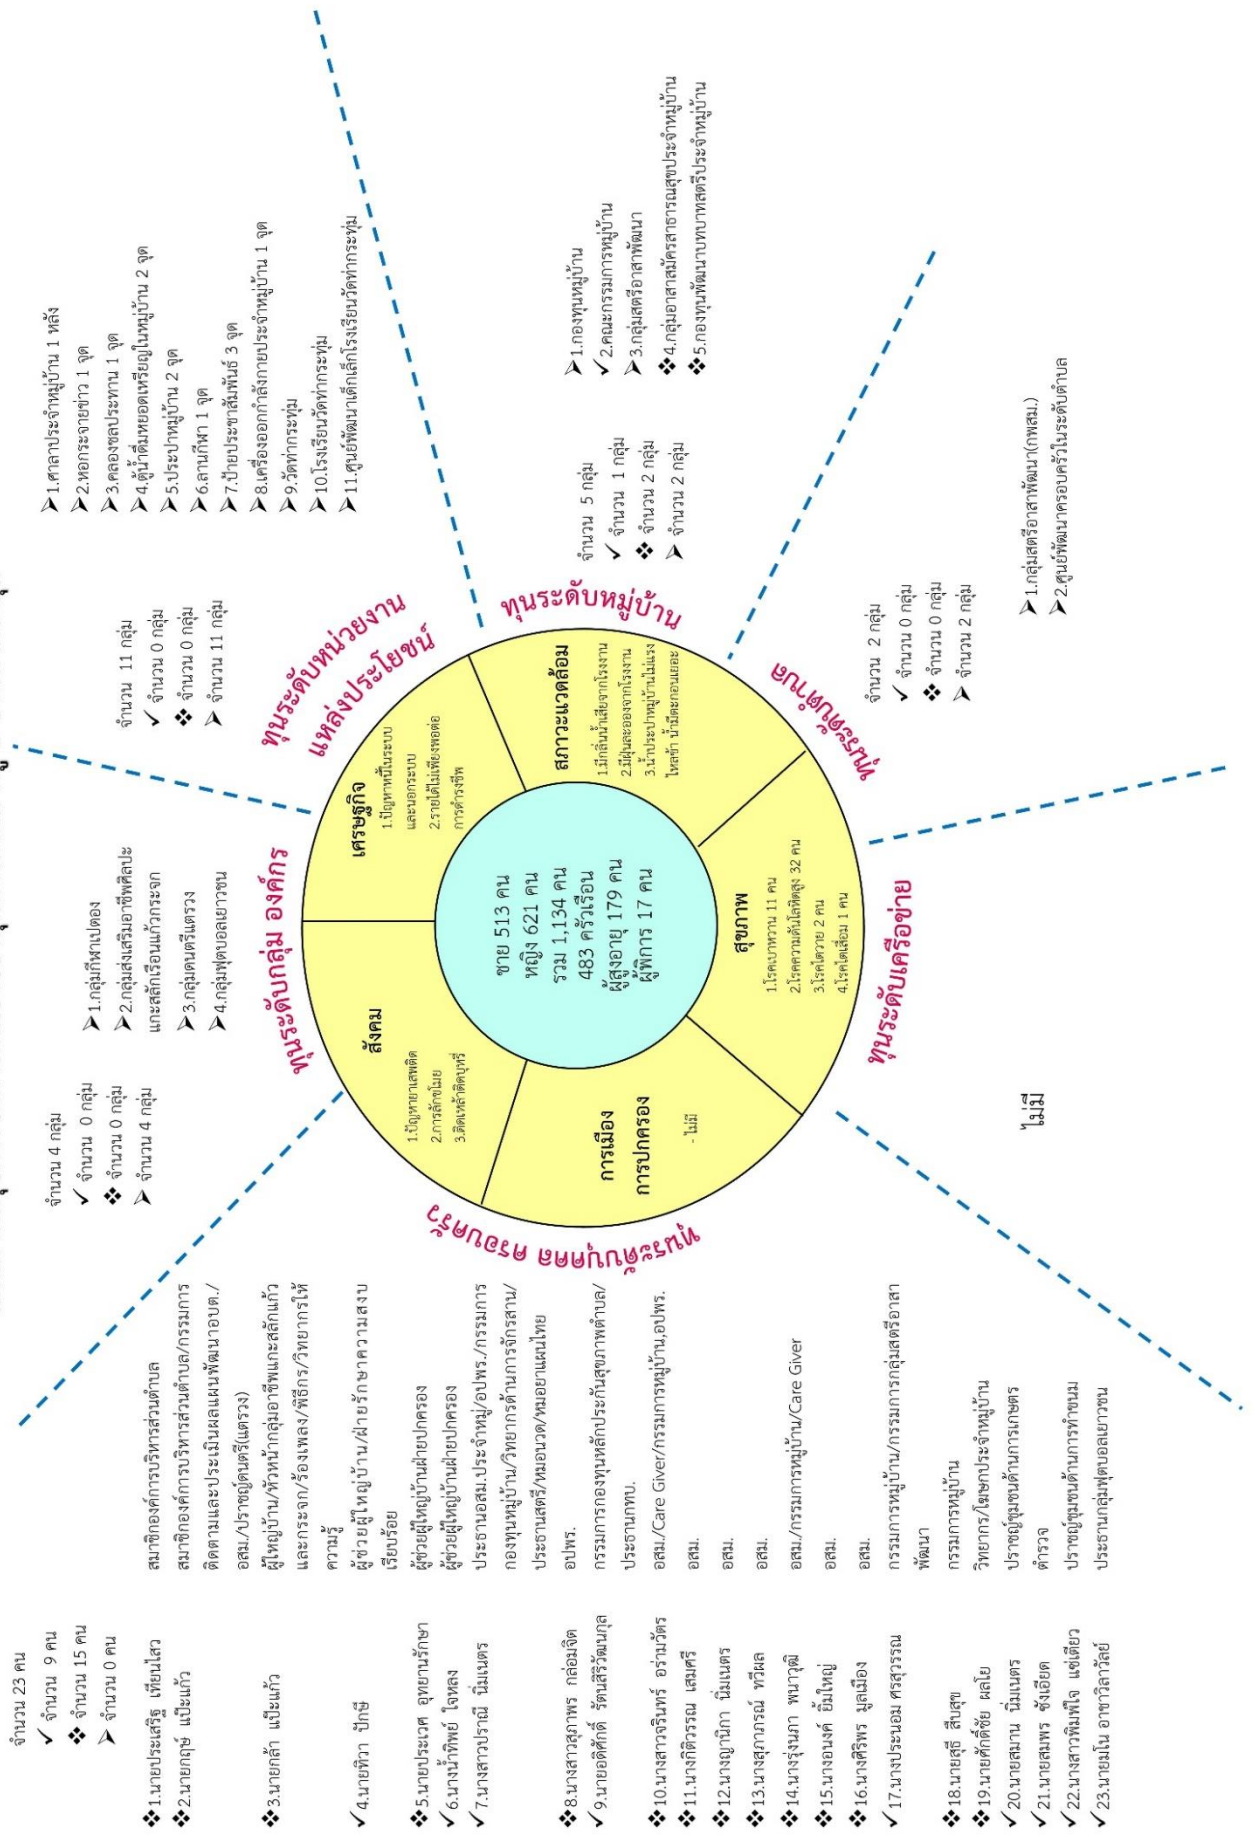 จำนวน 23 คน
✓ จำนวน 9 คน
❖ จำนวน 15 คน
➢ จำนวน 0 คน
❖1.นายประเสริฐ เทียนไสว สมาชิกองค์การบริหารส่วนตำบล
❖2.นายกฤษ์ แป๊ะแก้ว สมาชิกองค์การบริหารส่วนตำบล/กรรมการ
ติดตามและประเมินผลแผนพัฒนาอบต./
อสม./ปราชญ์ดนตรี(แตรวง)
❖3.นายกล้า แป๊ะแก้ว ผู้ใหญ่บ้าน/หัวหน้ากลุ่มอาชีพแกะสลักแก้ว
และกระจก/ร้องเพลง/พิธีกร/วิทยากรให้
ความรู้
✓4.นายทิวา ปักษี ผู้ช่วยผู้ใหญ่บ้าน/ฝ่ายรักษาความสงบ
เรียบร้อย
❖5.นายประเวศ อุทยานรักษา ผู้ช่วยผู้ใหญ่บ้านฝ่ายปกครอง
✓6.นางน้ำทิพย์ ใจหลง ผู้ช่วยผู้ใหญ่บ้านฝ่ายปกครอง
✓7.นางสาวปราณี นิ่มเนตร ประธานอสม.ประจำหมู่/อปพร./กรรมการ
กองทุนหมู่บ้าน/วิทยากรด้านการจักรสาน/
ประธานสตรี/หมอนวด/หมอยาแผนไทย
❖8.นางสาวสุภาพร กล่อมจิต อปพร.
✓9.นายอดิศักดิ์ รัตนสิริวัฒนกุล กรรมการกองทุนหลักประกันสุขภาพตำบล/
ประธานกทบ.
❖10.นางสาวจรินทร์ อร่ามวัตร อสม./Care Giver/กรรมการหมู่บ้าน,อปพร.
❖11.นางกิติวรรณ เสมศรี อสม.
❖12.นางญานิกา นิ่มเนตร อสม.
❖13.นางสุภาภรณ์ ทวีผล อสม.
❖14.นางรุ่งนภา พนาวุฒิ อสม./กรรมการหมู่บ้าน/Care Giver
❖15.นางอนงค์ ยิ้มใหญ่ อสม.
❖16.นางศิริพร มูลเมือง อสม.
✓17.นางประนอม ศรสุวรรณ กรรมการหมู่บ้าน/กรรมการกลุ่มสตรีอาสา
พัฒนา
❖18.นายสุธี สืบสุข กรรมการหมู่บ้าน
❖19.นายศักดิ์ชัย ผลโย วิทยากร/โฆษกประจำหมู่บ้าน
✓20.นายสมาน นิ่มเนตร ปราชญ์ชุมชนด้านการเกษตร
✓21.นายสมพร ชังเอียด ตำรวจ
✓22.นางสาวพิมพ์ใจ แซ่เตียว ปราชญ์ชุมชนด้านการทำขนม
✓23.นายมโน อาชาวิลาวัลย์ ประธานกลุ่มฟุตบอลเยาวชน
ทุนระดับบุคคล ครอบครัว
จำนวน 4 กลุ่ม
✓ จำนวน 0 กลุ่ม
❖ จำนวน 0 กลุ่ม
➢ จำนวน 4 กลุ่ม
➢1.กลุ่มกีฬาเปตอง
➢2.กลุ่มส่งเสริมอาชีพศิลปะ
แกะสลักเรือนแก้วกระจก
➢3.กลุ่มดนตรีแตรวง
➢4.กลุ่มฟุตบอลเยาวชน
ทุนระดับกลุ่ม องค์กร
จำนวน 11 กลุ่ม
✓ จำนวน 0 กลุ่ม
❖ จำนวน 0 กลุ่ม
➢ จำนวน 11 กลุ่ม
➢1.ศาลาประจำหมู่บ้าน 1 หลัง
➢2.หอกระจายข่าว 1 จุด
➢3.คลองชลประทาน 1 จุด
➢4.ตู้น้ำดื่มหยอดเหรียญในหมู่บ้าน 2 จุด
➢5.ประปาหมู่บ้าน 2 จุด
➢6.ลานกีฬา 1 จุด
➢7.ป้ายประชาสัมพันธ์ 3 จุด
➢8.เครื่องออกกำลังกายประจำหมู่บ้าน 1 จุด
➢9.วัดท่ากระทุ่ม
➢10.โรงเรียนวัดท่ากระทุ่ม
➢11.ศูนย์พัฒนาเด็กเล็กโรงเรียนวัดท่ากระทุ่ม
ทุนระดับหน่วยงาน
แหล่งประโยชน์
จำนวน 5 กลุ่ม
✓ จำนวน 1 กลุ่ม
❖ จำนวน 2 กลุ่ม
➢ จำนวน 2 กลุ่ม
➢1.กองทุนหมู่บ้าน
✓2.คณะกรรมการหมู่บ้าน
➢3.กลุ่มสตรีอาสาพัฒนา
❖4.กลุ่มอาสาสมัครสาธารณสุขประจำหมู่บ้าน
❖5.กองทุนพัฒนาบทบาทสตรีประจำหมู่บ้าน
ทุนระดับหมู่บ้าน
จำนวน 2 กลุ่ม
✓ จำนวน 0 กลุ่ม
❖ จำนวน 0 กลุ่ม
➢ จำนวน 2 กลุ่ม
➢1.กลุ่มสตรีอาสาพัฒนา(กพสม.)
➢2.ศูนย์พัฒนาครอบครัวในระดับตำบล
ทุนระดับตำบล
ทุนระดับเครือข่าย
ไม่มี
สังคม
1.ปัญหายาเสพติด
2.การลักขโมย
3.ติดเหล้าติดบุหรี่
เศรษฐกิจ
1.ปัญหาหนี้ในระบบ
และนอกระบบ
2.รายได้ไม่เพียงพอต่อ
การดำรงชีพ
สภาวะแวดล้อม
1.มีกลิ่นน้ำเสียจากโรงงาน
2.มีฝุ่นละอองจากโรงงาน
3.น้ำประปาหมู่บ้านไม่แรง
ไหลช้า น้ำมีตะกอนเยอะ
สุขภาพ
1.โรคเบาหวาน 11 คน
2.โรคความดันโลหิตสูง 32 คน
3.โรคไตวาย 2 คน
4.โรคไตเสื่อม 1 คน
การเมือง
การปกครอง
- ไม่มี
ชาย 513 คน
หญิง 621 คน
รวม 1,134 คน
483 ครัวเรือน
ผู้สูงอายุ 179 คน
ผู้พิการ 17 คน